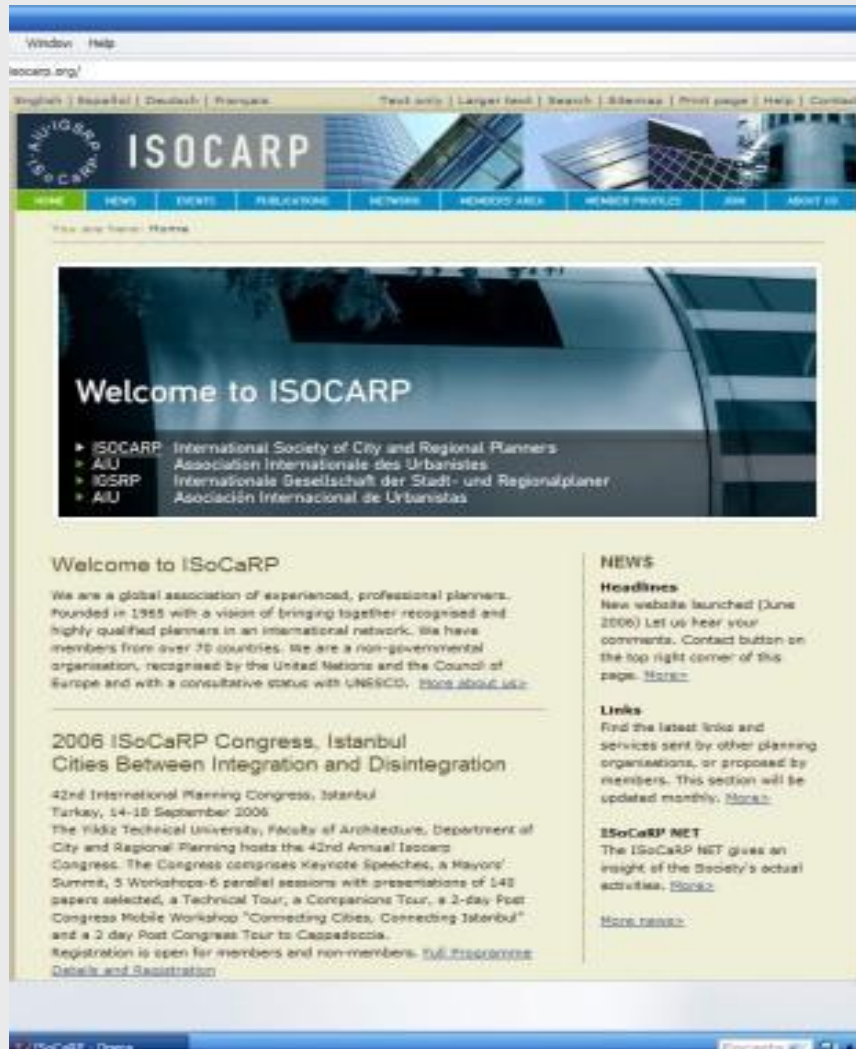 Window Help
isocarp.org/
English | Español | Deutsch | Français Text only | Larger text | Search | Sitemap | Print page | Help | Contact
ISOCARP
HOME NEWS EVENTS PUBLICATIONS NETWORK MEMBERS' AREA MEMBER PROFILES JOIN ABOUT US
You are here: Home
Welcome to ISOCARP
ISOCARP International Society of City and Regional Planners
AIU Association Internationale des Urbanistes
IGSRP Internationale Gesellschaft der Stadt- und Regionalplaner
AIU Asociación Internacional de Urbanistas
Welcome to ISoCaRP
We are a global association of experienced, professional planners.
Founded in 1965 with a vision of bringing together recognised and
highly qualified planners in an international network. We have
members from over 70 countries. We are a non-governmental
organisation, recognised by the United Nations and the Council of
Europe and with a consultative status with UNESCO. More about us>
2006 ISoCaRP Congress, Istanbul
Cities Between Integration and Disintegration
42nd International Planning Congress, Istanbul
Turkey, 14-18 September 2006
The Yildiz Technical University, Faculty of Architecture, Department of
City and Regional Planning hosts the 42nd Annual Isocarp
Congress. The Congress comprises Keynote Speeches, a Mayors'
Summit, 5 Workshops-6 parallel sessions with presentations of 140
papers selected, a Technical Tour, a Companions Tour, a 2-day Post
Congress Mobile Workshop "Connecting Cities, Connecting Istanbul"
and a 2 day Post Congress Tour to Cappadoccia.
Registration is open for members and non-members. Full Programme
Details and Registration
NEWS
Headlines
New website launched (June
2006) Let us hear your
comments. Contact button on
the top right corner of this
page. More>
Links
Find the latest links and
services sent by other planning
organisations, or proposed by
members. This section will be
updated monthly. More>
ISoCaRP NET
The ISoCaRP NET gives an
insight of the Society's actual
activities. More>
More news>
ISoCaRP - Opera